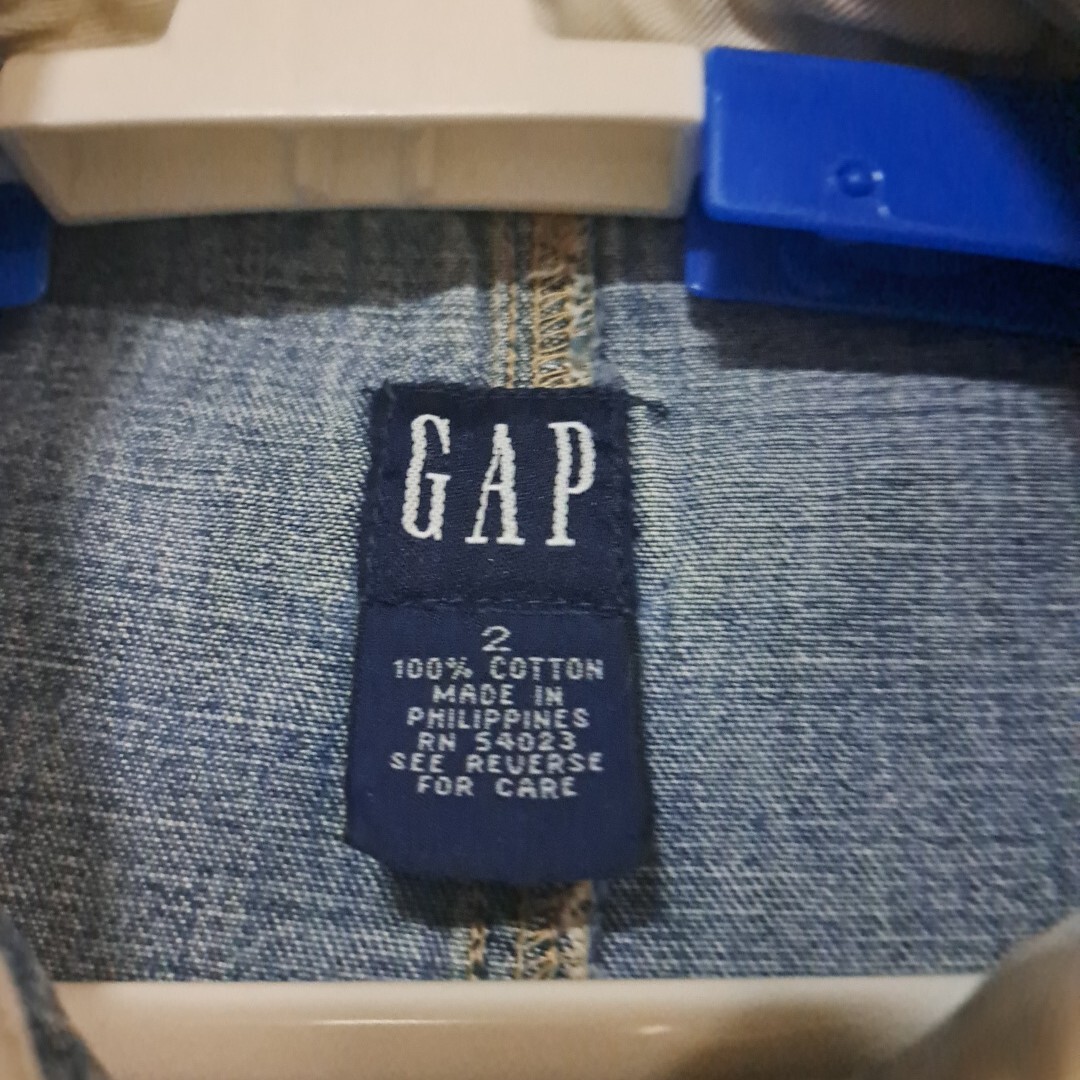 GAP
2
100% COTTON
MADE IN
PHILIPPINES
RN 54023
SEE REVERSE
FOR CARE